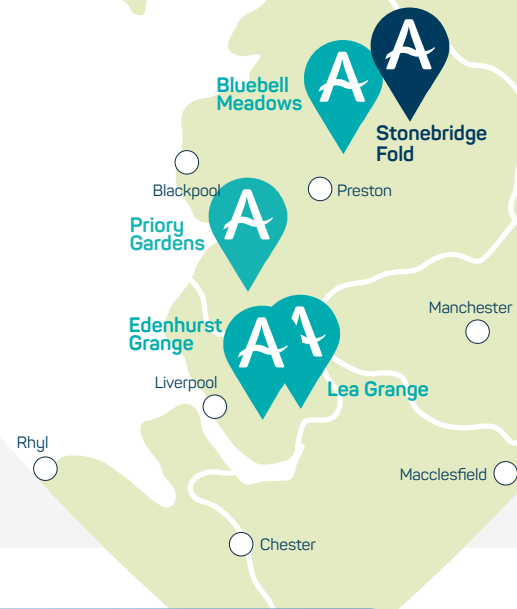 A
A
Bluebell
Meadows
Stonebridge
Fold
Blackpool
Preston
A
Priory
Gardens
Manchester
Edenhurst
Grange
A
A
Liverpool
Lea Grange
Rhyl
Macclesfield
Chester